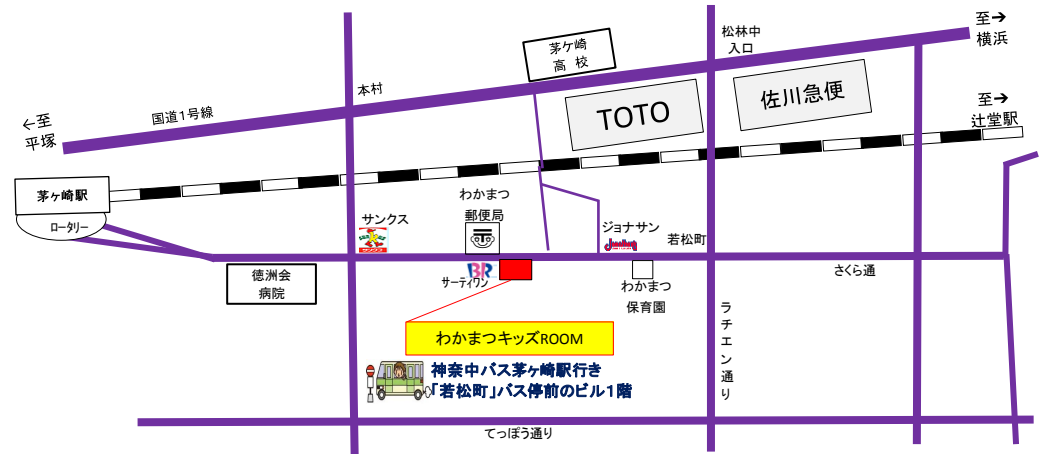 至→
横浜
松林中
入口
茅ケ崎
高 校
佐川急便
TOTO
本村
国道1号線
←至
平塚
至→
辻堂駅
茅ヶ崎駅
ロータリー
わかまつ
郵便局
サンクス
ジョナサン
若松町
さくら通
徳洲会
病院
BR
サーティワン
わかまつ
保育園
わかまつキッズROOM
神奈中バス茅ヶ崎駅行き
「若松町」バス停前のビル1階
ラチエン通り
てっぽう通り